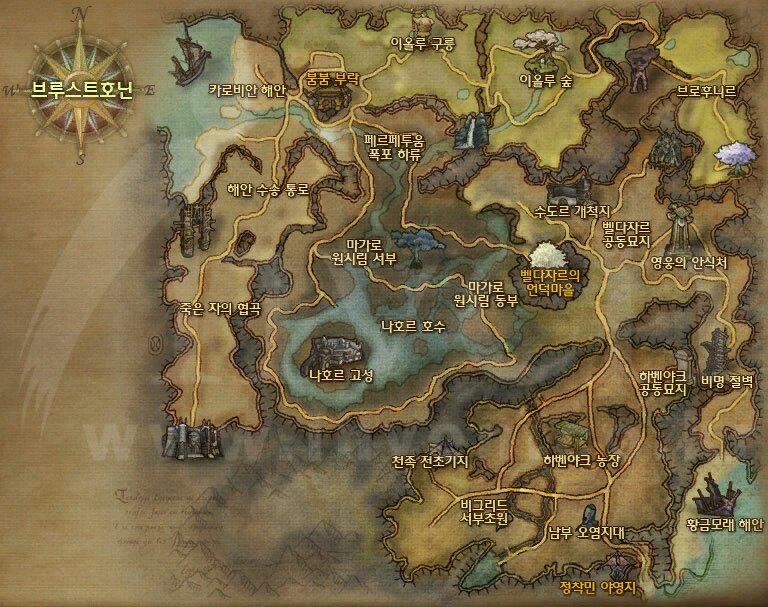 N
W
브루스트호닌
E
S
이올루 구릉
이올루 숲
카로비안 해안
붐붐 부락
브로후니르
페르페투움
폭포 하류
해안 수송 통로
수도르 개척지
벨다자르
공동묘지
마가로
원시림 서부
영웅의 안식처
벨다자르의
언덕마을
마가로
원시림 동부
죽은 자의 협곡
나호르 호수
나호르 고성
하벤야크
공동묘지
비명 절벽
천족 전초기지
하벤야크 농장
비그리드
서부초원
황금모래 해안
남부 오염지대
정착민 야영지